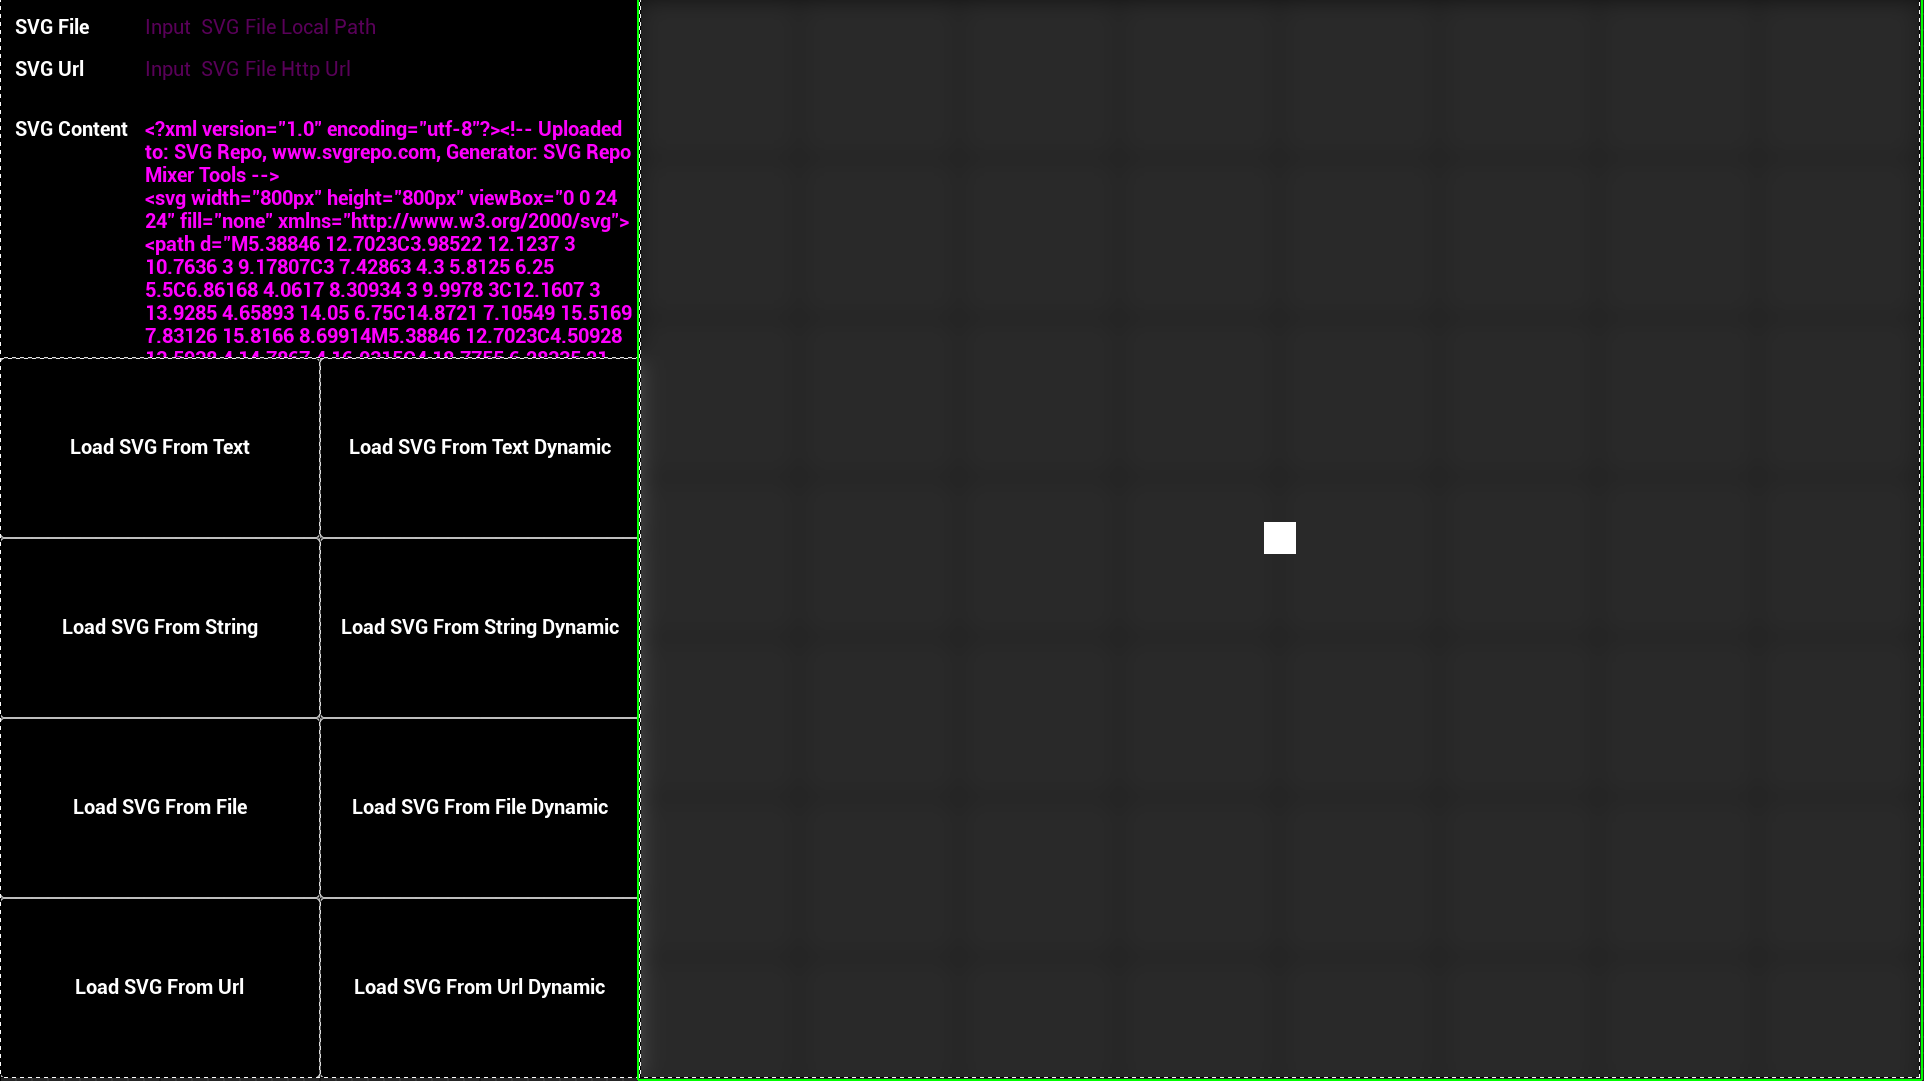 SVG File Input  SVG File Local Path
SVG Url Input  SVG File Http Url
SVG Content <?xml version="1.0" encoding="utf-8"?><!-- Uploaded
to: SVG Repo, www.svgrepo.com, Generator: SVG Repo
Mixer Tools -->
<svg width="800px" height="800px" viewBox="0 0 24
24" fill="none" xmlns="http://www.w3.org/2000/svg">
<path d="M5.38846 12.7023C3.98522 12.1237 3
10.7636 3 9.17807C3 7.42863 4.3 5.8125 6.25
5.5C6.86168 4.0617 8.30934 3 9.9978 3C12.1607 3
13.9285 4.65893 14.05 6.75C14.8721 7.10549 15.5169
7.83126 15.8166 8.69914M5.38846 12.7023C4.50928
Load SVG From Text Load SVG From Text Dynamic
Load SVG From String Load SVG From String Dynamic
Load SVG From File Load SVG From File Dynamic
Load SVG From Url Load SVG From Url Dynamic